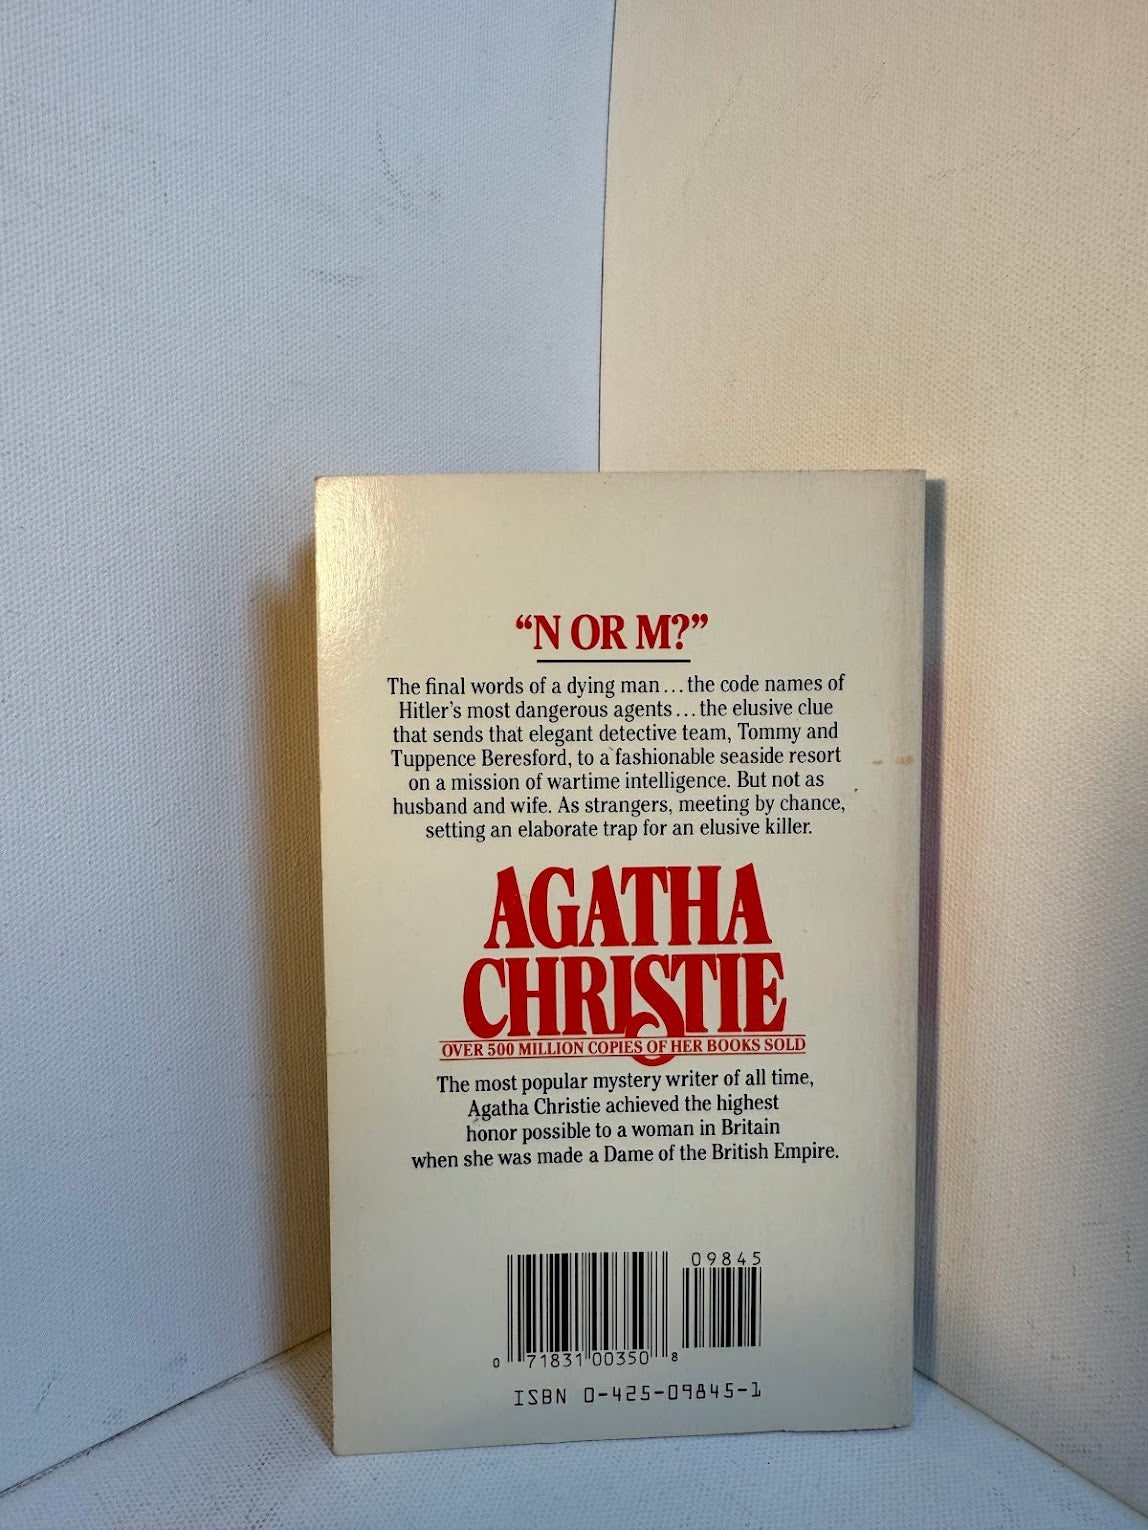 “N OR M?”
The final words of a dying man...the code names of
Hitler's most dangerous agents...the elusive clue
that sends that elegant detective team, Tommy and
Tuppence Beresford, to a fashionable seaside resort
on a mission of wartime intelligence. But not as
husband and wife. As strangers, meeting by chance,
setting an elaborate trap for an elusive killer.
AGATHA
CHRISTIE
OVER 500 MILLION COPIES OF HER BOOKS SOLD
The most popular mystery writer of all time,
Agatha Christie achieved the highest
honor possible to a woman in Britain
when she was made a Dame of the British Empire.
09845
0 71831 00350 8
ISBN 0-425-09845-1